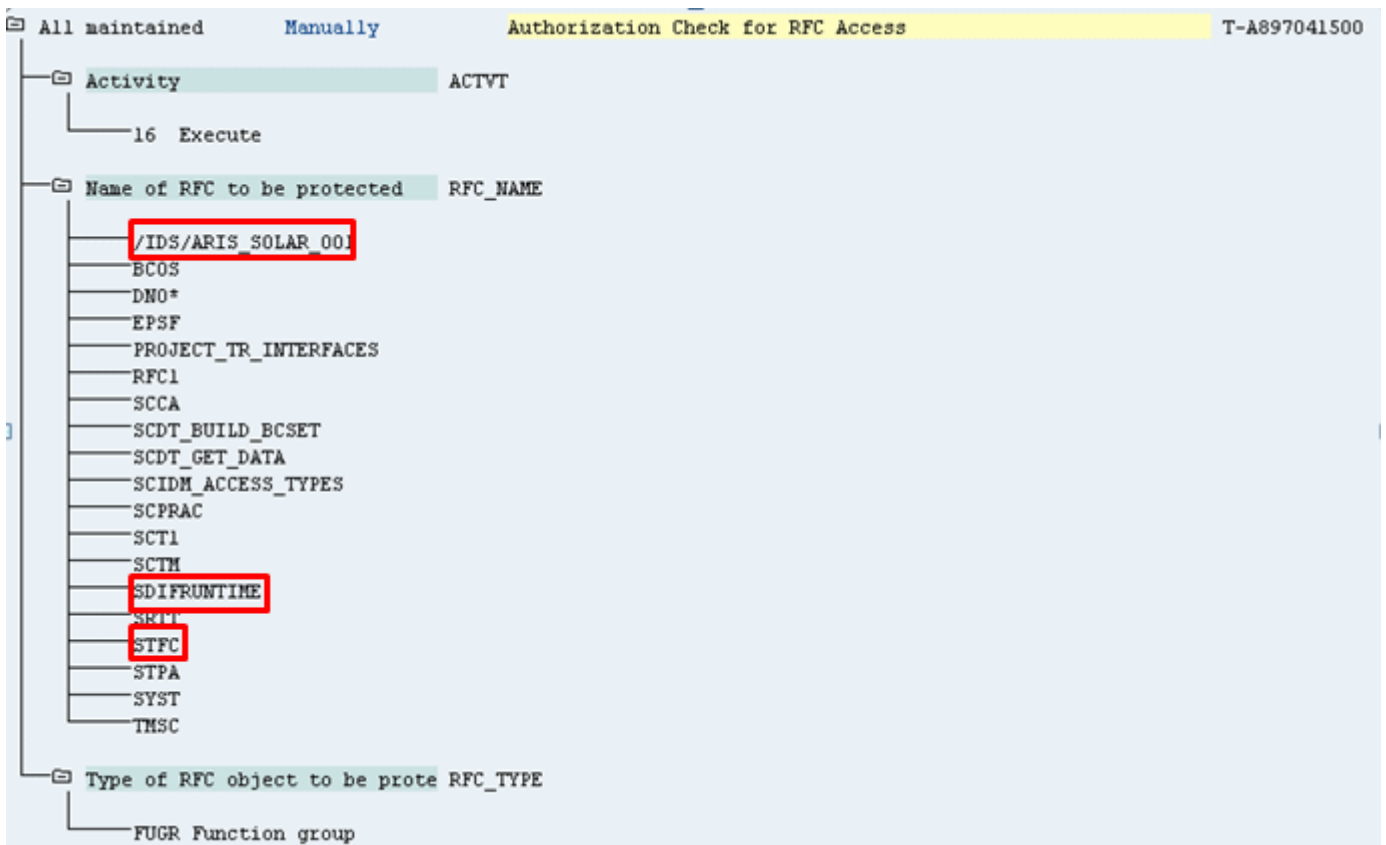 All maintained Manually Authorization Check for RFC Access T-A897041500
Activity ACTVT
16 Execute
Name of RFC to be protected RFC_NAME
/IDS/ARIS_SOLAR_001
BCOS
DNO*
EPSF
PROJECT_TR_INTERFACES
RFC1
SCCA
SCDT_BUILD_BCSET
SCDT_GET_DATA
SCIDM_ACCESS_TYPES
SCPRAC
SCT1
SCTM
SDIFRUNTIME
SRTT
STFC
STPA
SYST
TMSC
Type of RFC object to be prote RFC_TYPE
FUGR Function group